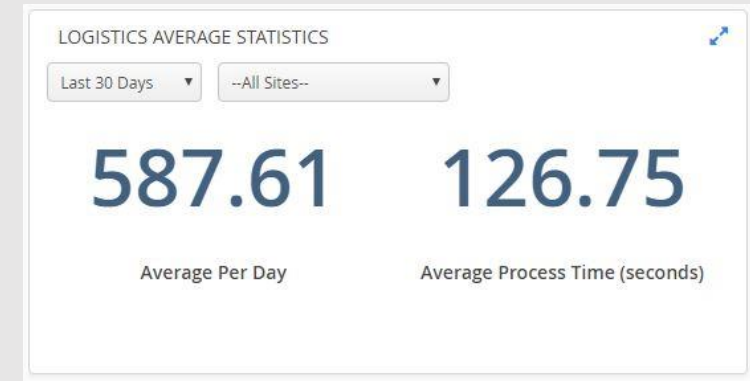 LOGISTICS AVERAGE STATISTICS
Last 30 Days --All Sites--
587.61 126.75
Average Per Day Average Process Time (seconds)